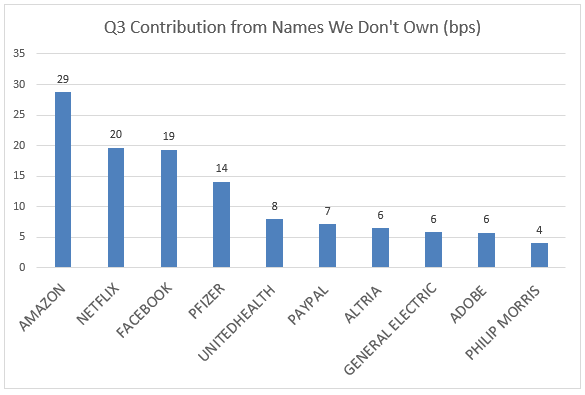 Q3 Contribution from Names We Don't Own (bps)
35
30
25
20
15
10
5
0
29
20
19
14
8
7
6
6
6
4
AMAZON
NETFLIX
FACEBOOK
PFIZER
UNITEDHEALTH
PAYPAL
ALTRIA
GENERAL ELECTRIC
ADOBE
PHILIP MORRIS